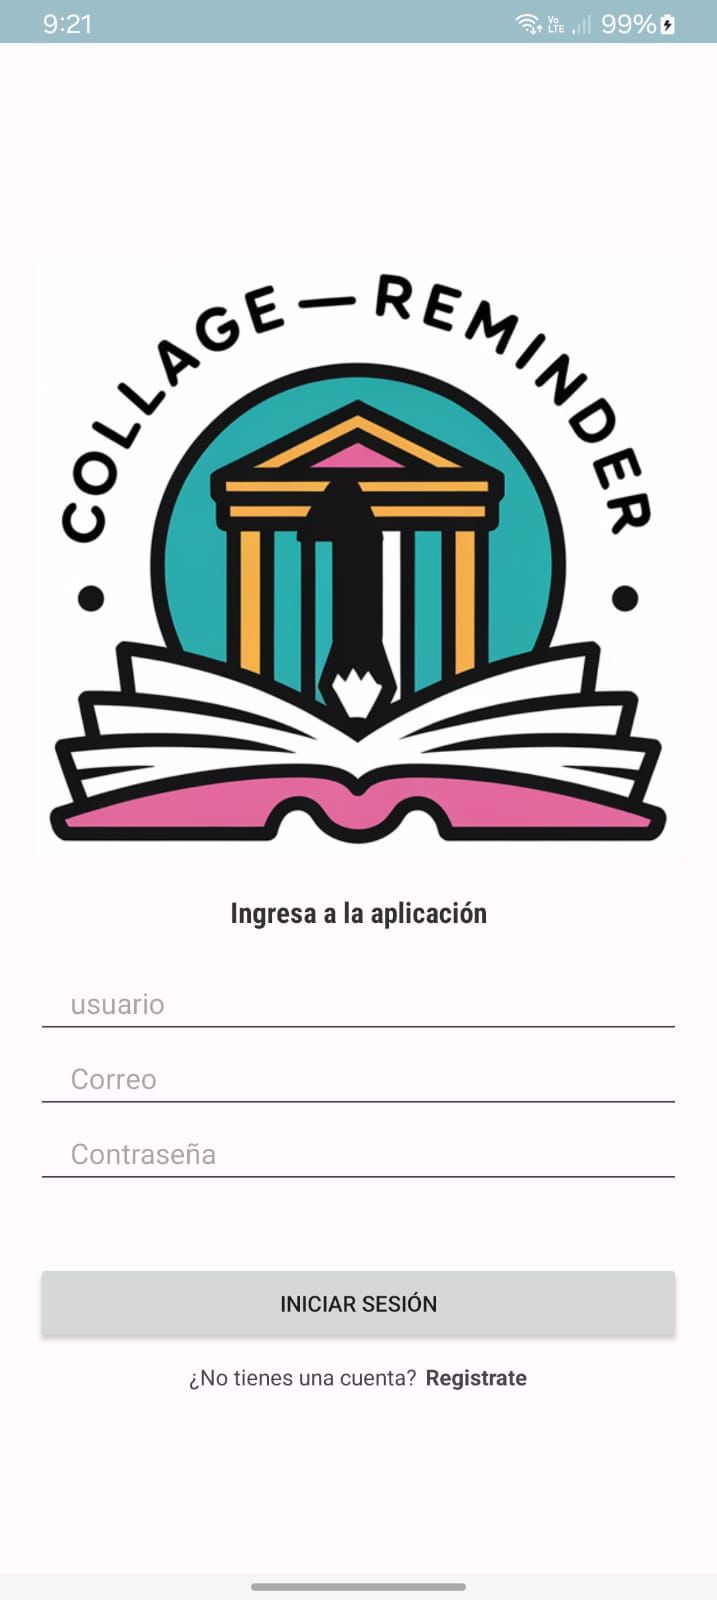 9:21
Vo LTE 99%
COLLAGE—REMINDER
Ingresa a la aplicación
usuario
Correo
Contraseña
INICIAR SESIÓN
¿No tienes una cuenta? Registrate